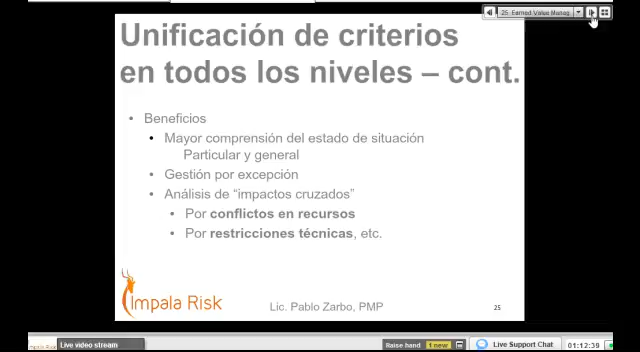 25. Earned Value Manag
Unificación de criterios
en todos los niveles – cont.
• Beneficios
• Mayor comprensión del estado de situación
Particular y general
• Gestión por excepción
• Análisis de “impactos cruzados”
• Por conflictos en recursos
• Por restricciones técnicas, etc.
Impala Risk
Lic. Pablo Zarbo, PMP
25
Impala Risk
Live video stream
Raise hand
1 new
Live Support Chat
01:12:39